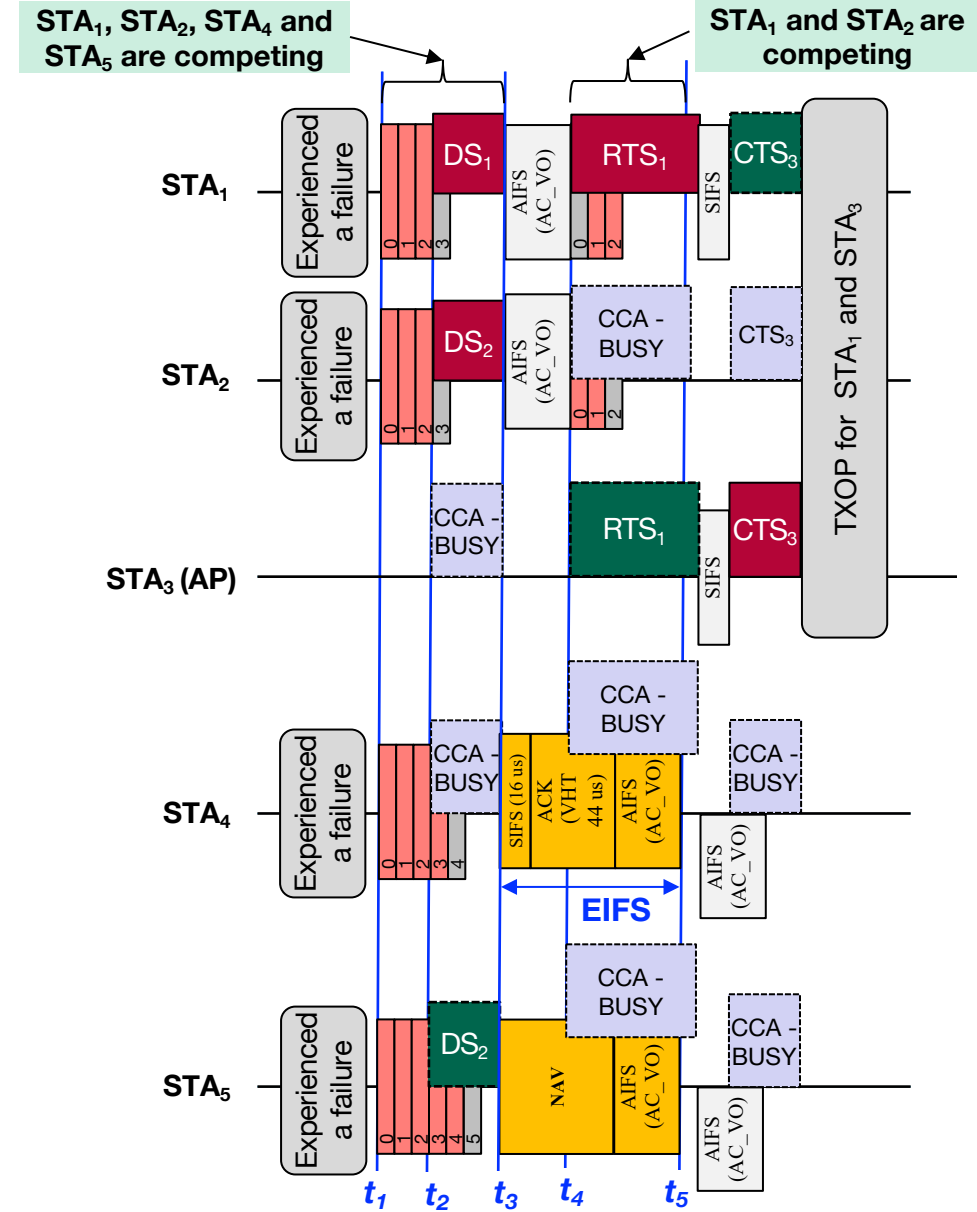 STA1, STA2, STA4 and
STA5 are competing
STA1 and STA2 are
competing
STA1
Experienced
a failure
0
1
2
3
DS1
AIFS
(AC_VO)
RTS1
0
1
2
SIFS
CTS3
TXOP for STA1 and STA3
STA2
Experienced
a failure
0
1
2
3
DS2
AIFS
(AC_VO)
CCA -
BUSY
0
1
2
CTS3
STA3 (AP)
CCA -
BUSY
RTS1
SIFS
CTS3
STA4
Experienced
a failure
0
1
2
3
4
CCA -
BUSY
SIFS (16 us)
ACK
(VHT
44 us)
AIFS
(AC_VO)
CCA -
BUSY
EIFS
AIFS
(AC_VO)
CCA -
BUSY
STA5
Experienced
a failure
0
1
2
3
4
5
DS2
NAV
AIFS
(AC_VO)
CCA -
BUSY
AIFS
(AC_VO)
CCA -
BUSY
t1
t2
t3
t4
t5